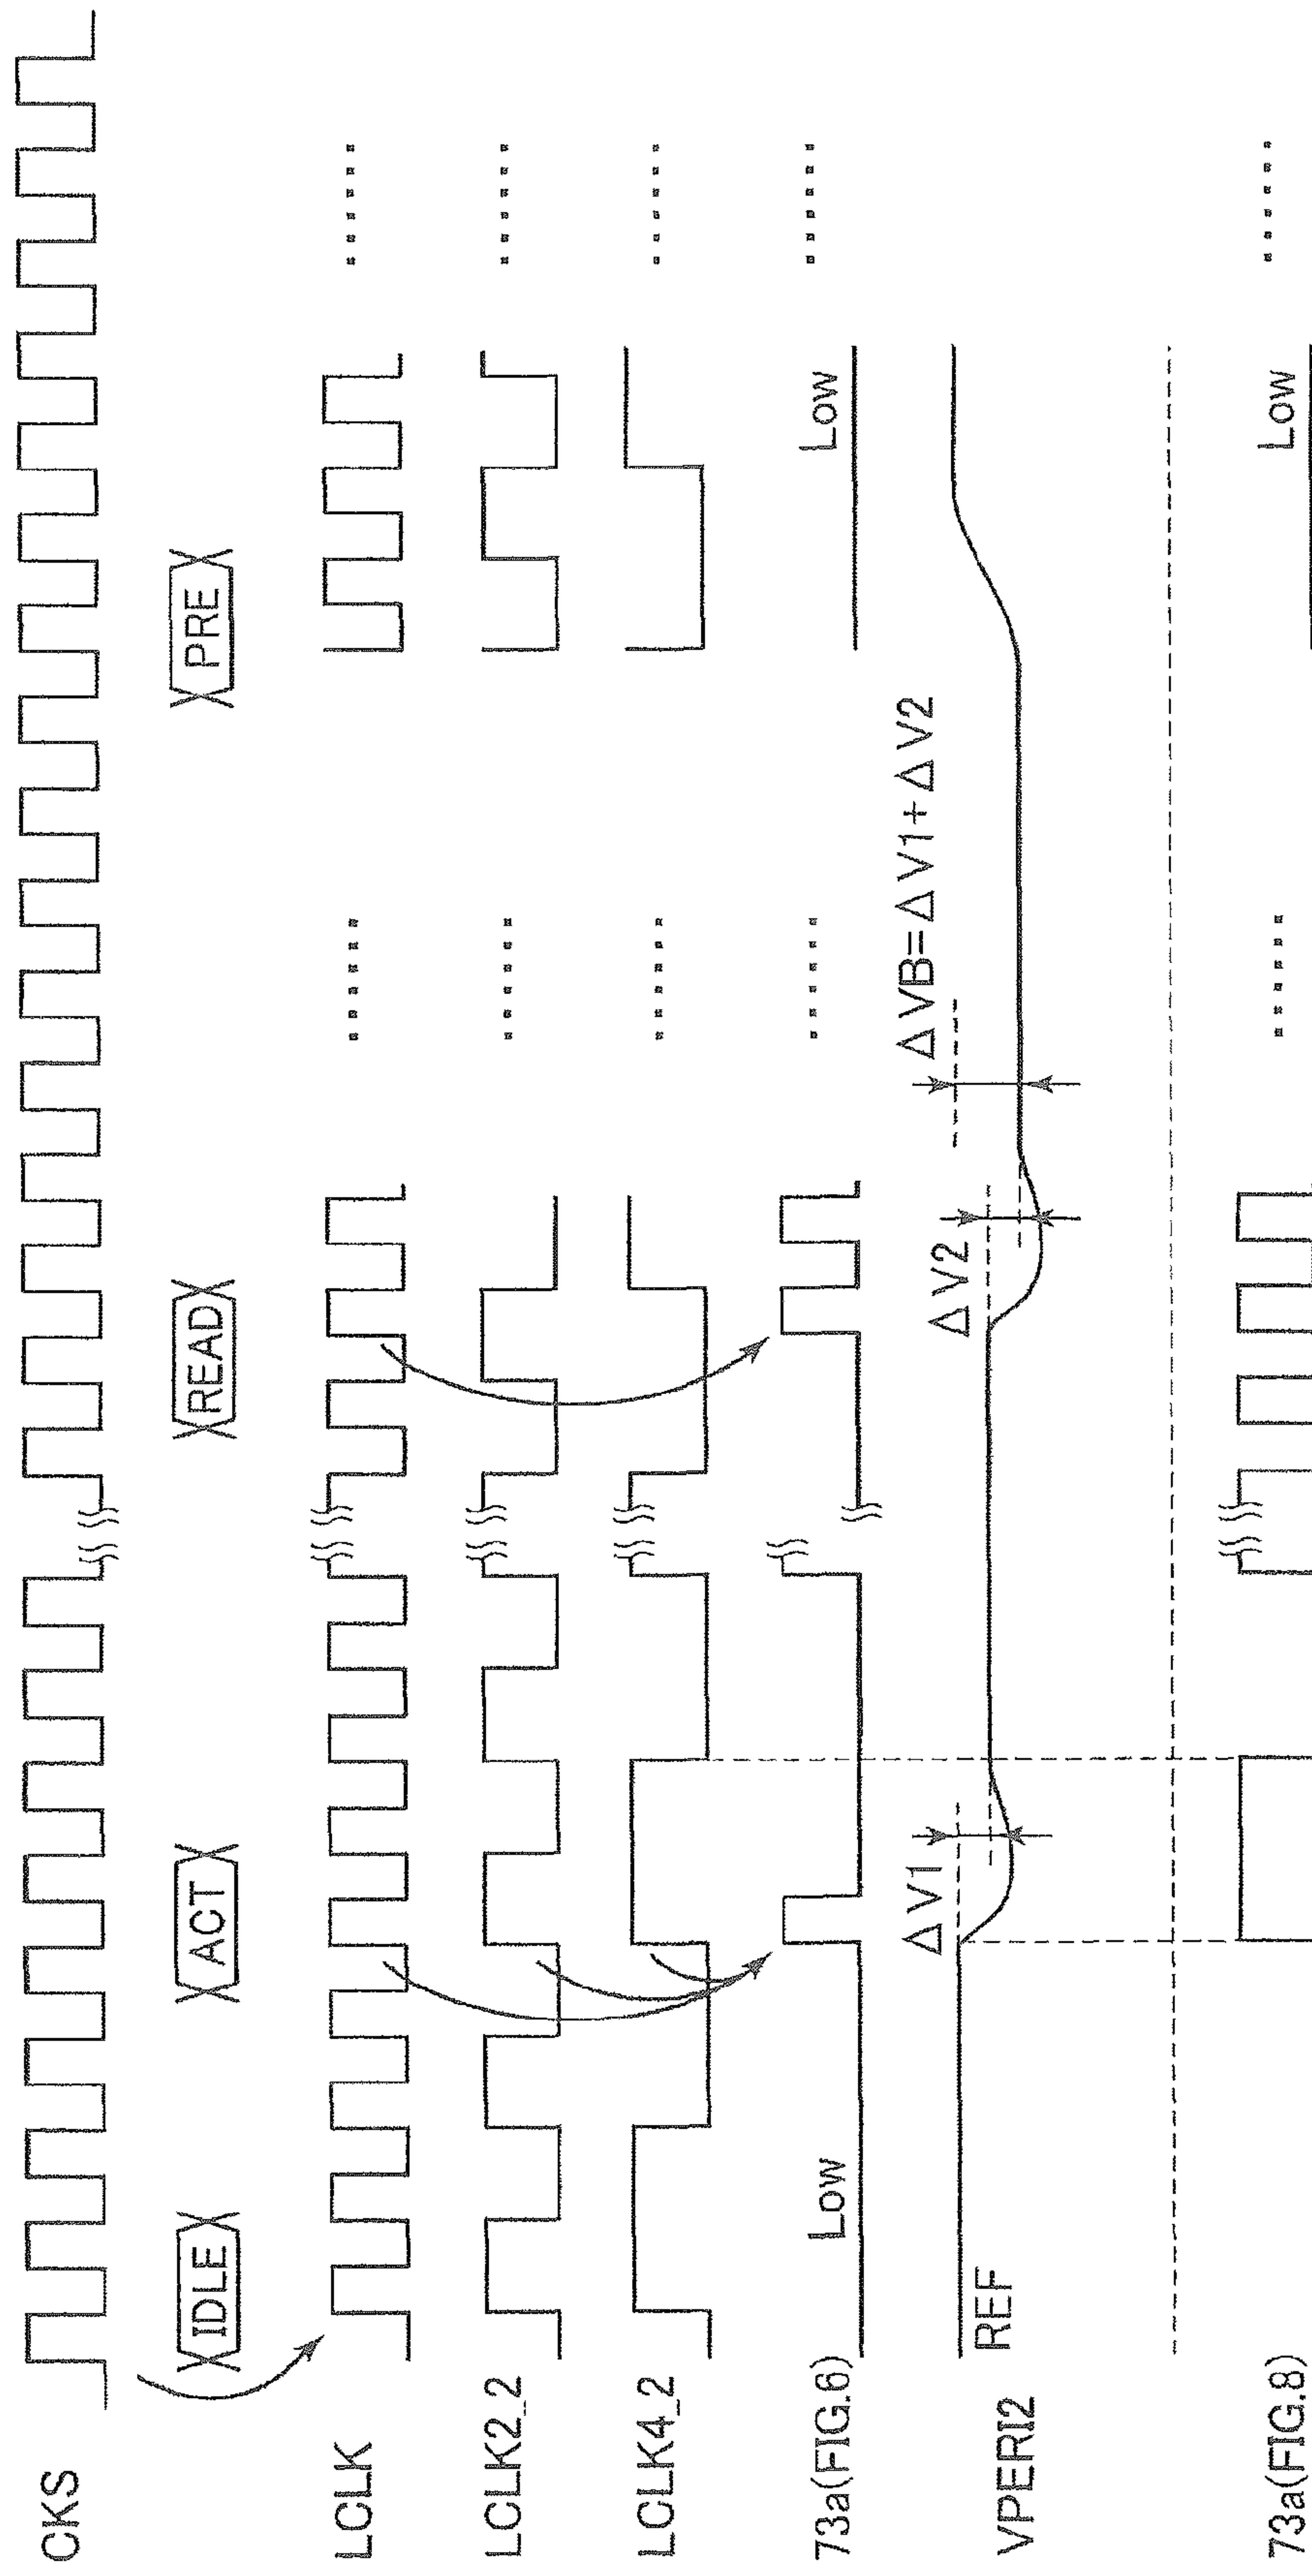 CKS
IDLE
ACT
READ
PRE
LCLK
LCLK2_2
LCLK4_2
73a(FIG.6)
Low
Low
VPERI2
REF
ΔV1
ΔV2
ΔVB=ΔV1+ΔV2
73a(FIG.8)
Low